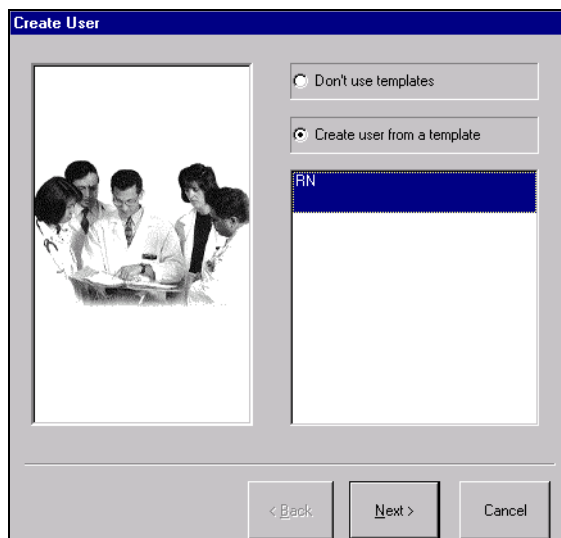 Create User
Don't use templates
Create user from a template
RN
< Back
Next >
Cancel